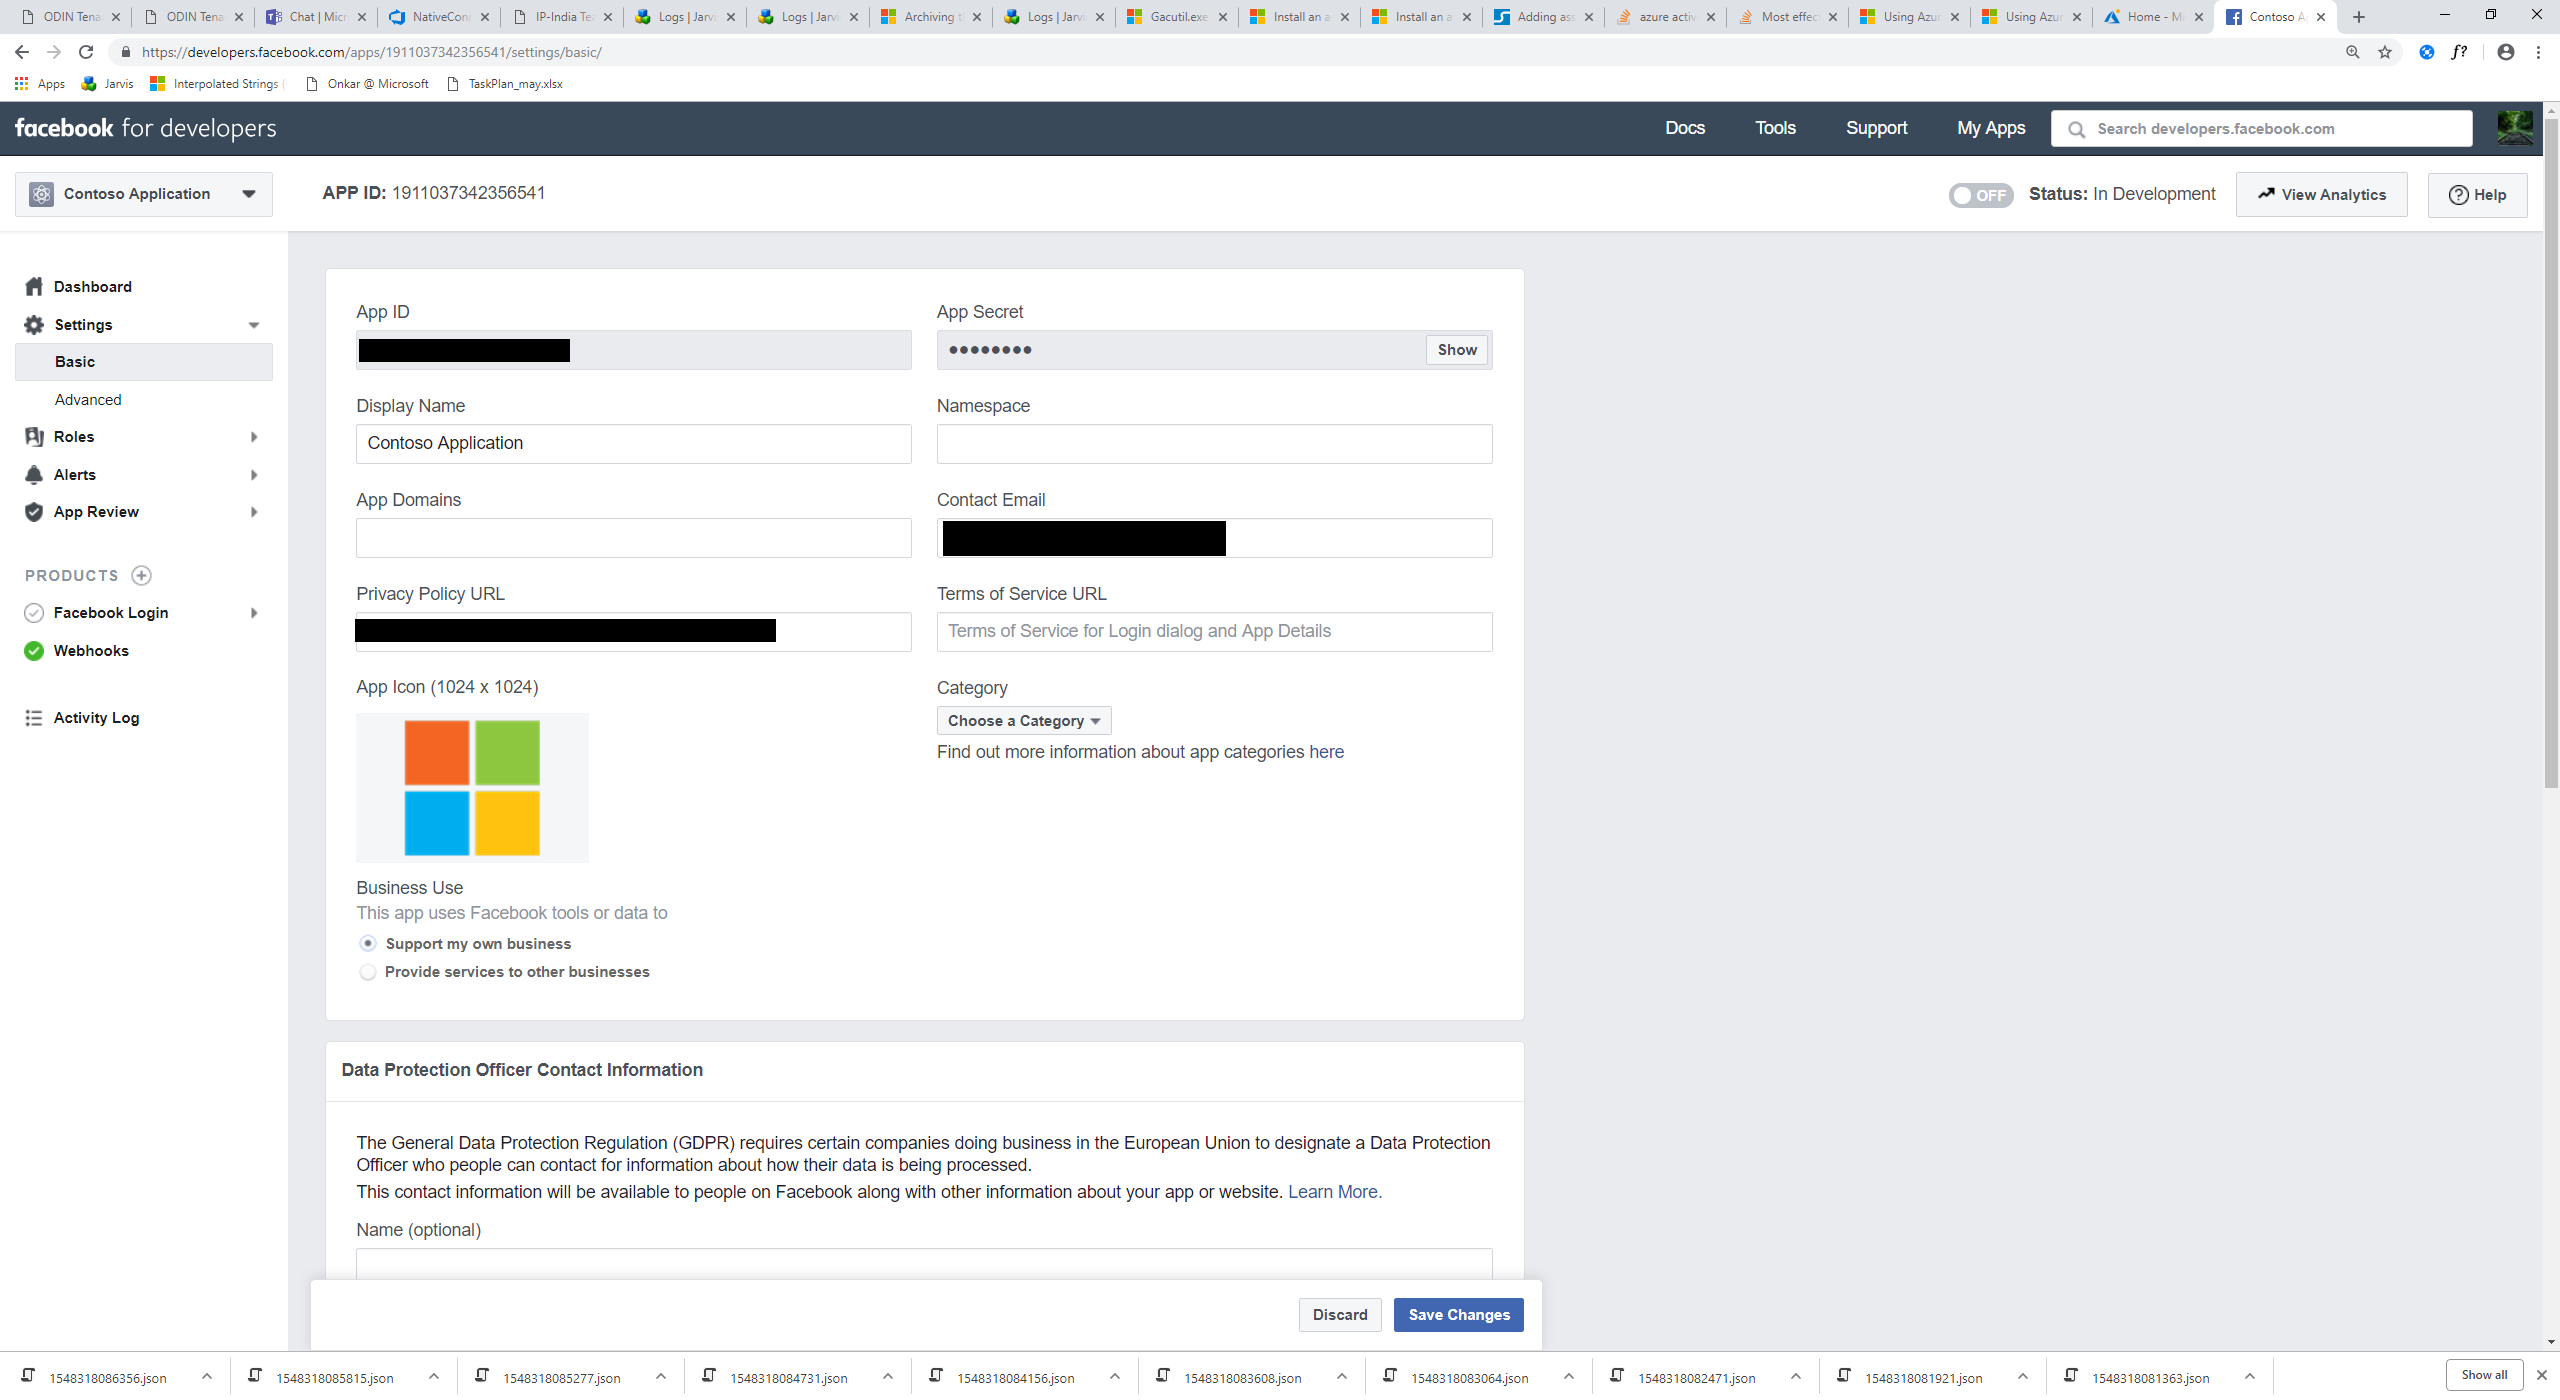 ODIN Tena
ODIN Tena
Chat | Micr
NativeConn
IP-India Te
Logs | Jarvi
Logs | Jarvi
Archiving t
Logs | Jarvi
Gacutil.exe
Install an a
Install an a
Adding ass
azure activ
Most effec
Using Azur
Using Azur
Home - Mi
Contoso A
https://developers.facebook.com/apps/1911037342356541/settings/basic/
f?
Apps
Jarvis
Interpolated Strings
Onkar @ Microsoft
TaskPlan_may.xlsx
facebook for developers
Docs
Tools
Support
My Apps
Search developers.facebook.com
Contoso Application
APP ID: 1911037342356541
OFF
Status: In Development
View Analytics
Help
Dashboard
Settings
Basic
Advanced
Roles
Alerts
App Review
PRODUCTS
Facebook Login
Webhooks
Activity Log
App ID
App Secret
Show
Display Name
Contoso Application
Namespace
App Domains
Contact Email
Privacy Policy URL
Terms of Service URL
Terms of Service for Login dialog and App Details
App Icon (1024 x 1024)
Category
Choose a Category
Find out more information about app categories here
Business Use
This app uses Facebook tools or data to
Support my own business
Provide services to other businesses
Data Protection Officer Contact Information
The General Data Protection Regulation (GDPR) requires certain companies doing business in the European Union to designate a Data Protection
Officer who people can contact for information about how their data is being processed.
This contact information will be available to people on Facebook along with other information about your app or website. Learn More.
Name (optional)
Discard
Save Changes
1548318086356.json
1548318085815.json
1548318085277.json
1548318084731.json
1548318084156.json
1548318083608.json
1548318083064.json
1548318082471.json
1548318081921.json
1548318081363.json
Show all